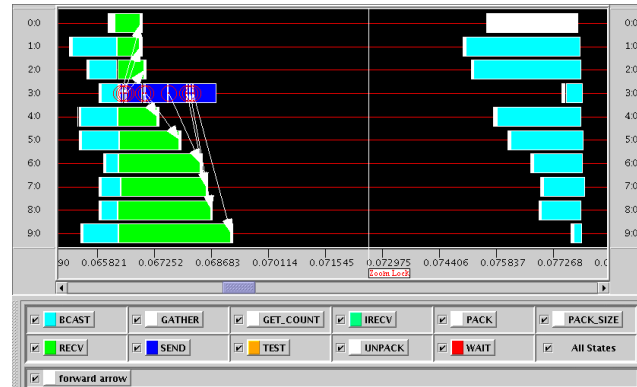 0:0 0:0
1:0 1:0
2:0 2:0
3:0 3:0
4:0 4:0
5:0 5:0
6:0 6:0
7:0 7:0
8:0 8:0
9:0 9:0
90 0.065821 0.067252 0.068683 0.070114 0.071545 0.072975 0.074406 0.075837 0.077268 0.0
Zoom Lock
BCAST GATHER GET_COUNT IRECV PACK PACK_SIZE
RECV SEND TEST UNPACK WAIT All States
forward arrow